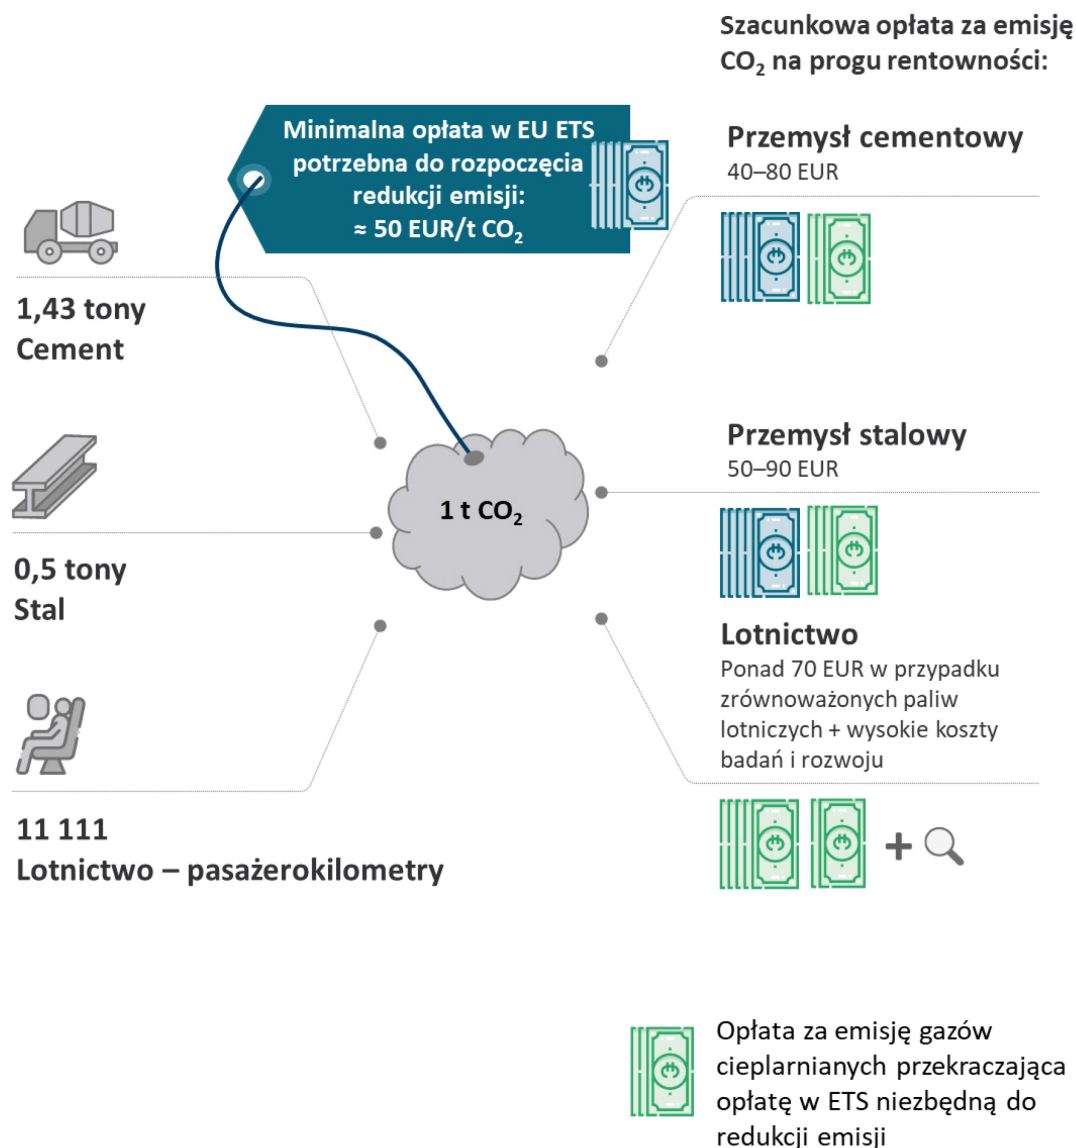 Szacunkowa opłata za emisję
CO₂ na progu rentowności:
Minimalna opłata w EU ETS
potrzebna do rozpoczęcia
redukcji emisji:
≈ 50 EUR/t CO₂
Przemysł cementowy
40–80 EUR
1,43 tony
Cement
Przemysł stalowy
50–90 EUR
1 t CO₂
0,5 tony
Stal
Lotnictwo
Ponad 70 EUR w przypadku
zrównoważonych paliw
lotniczych + wysokie koszty
badań i rozwoju
11 111
Lotnictwo – pasażerokilometry
+
Opłata za emisję gazów
cieplarnianych przekraczająca
opłatę w ETS niezbędną do
redukcji emisji